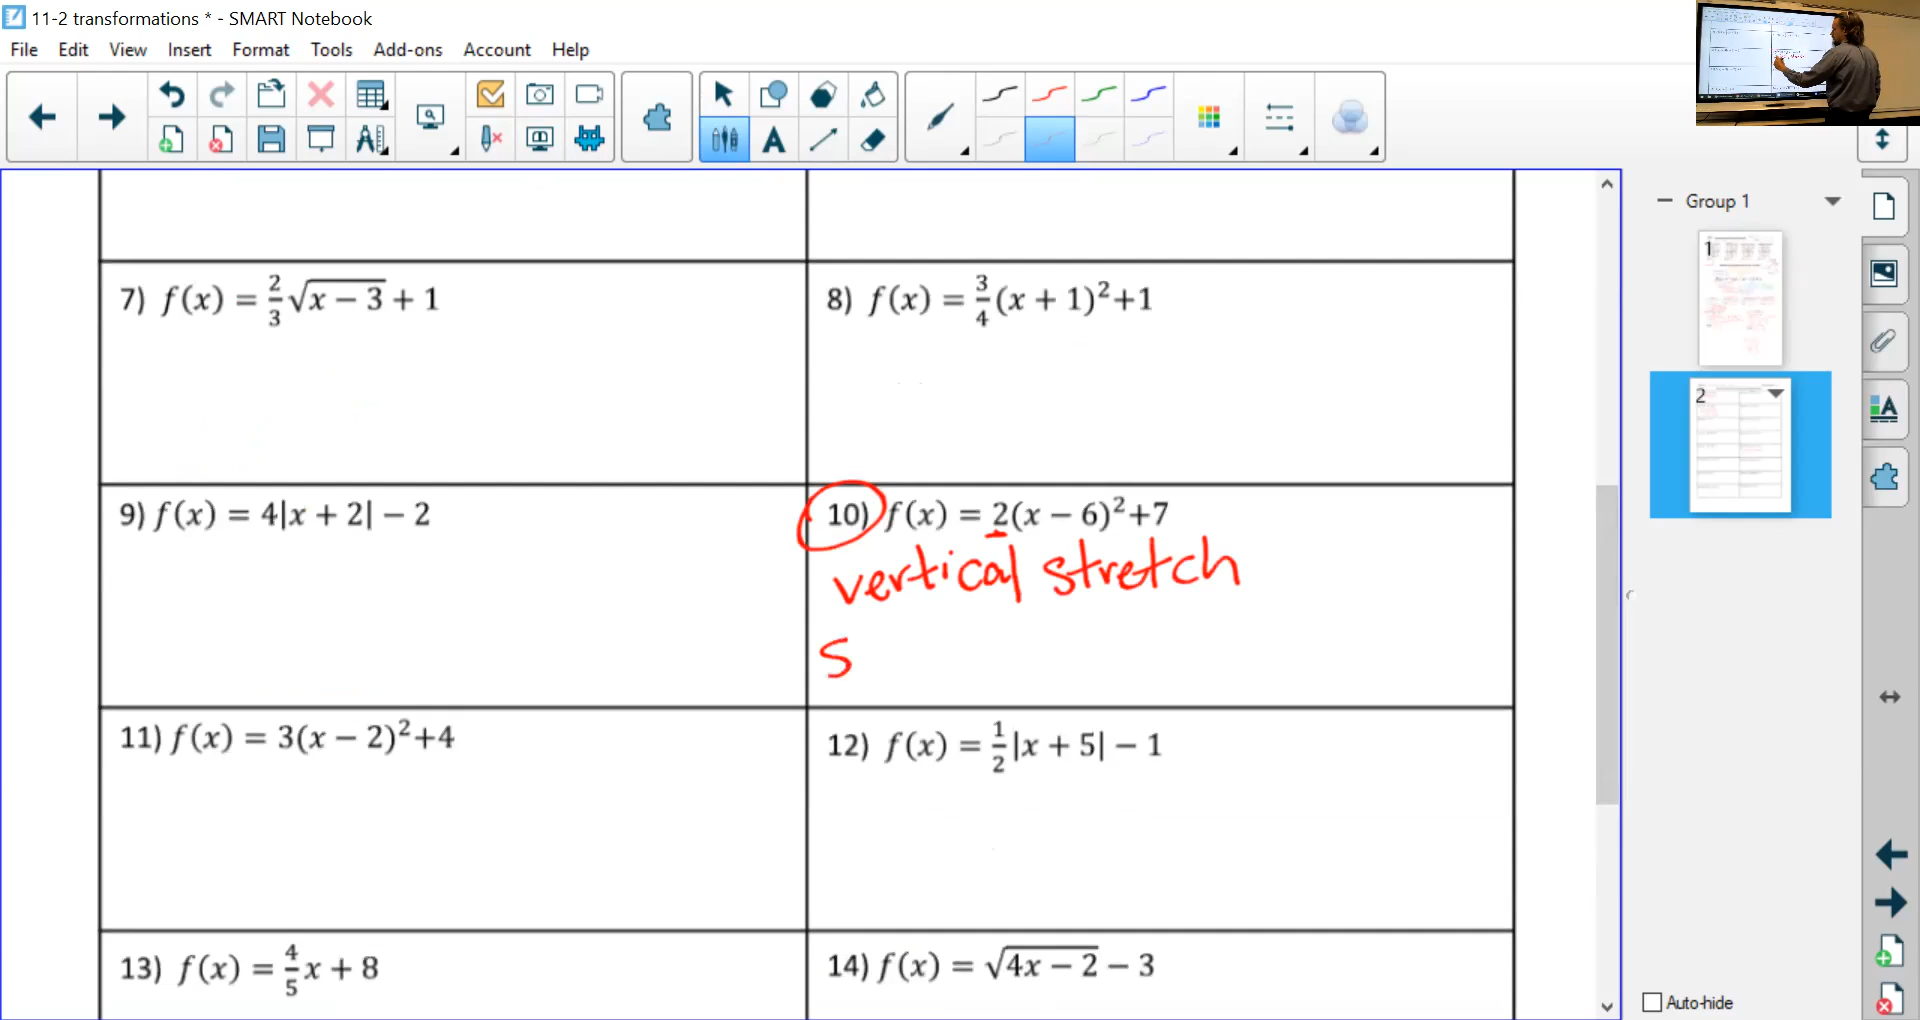 11-2 transformations * - SMART Notebook
File Edit View Insert Format Tools Add-ons Account Help
Group 1
1
2
7) f(x) = 2/3 √(x − 3) + 1
8) f(x) = 3/4 (x + 1)² +1
9) f(x) = 4|x + 2| − 2
10) f(x) = 2(x − 6)² +7
vertical stretch
S
11) f(x) = 3(x − 2)² +4
12) f(x) = 1/2 |x + 5| − 1
13) f(x) = 4/5 x + 8
14) f(x) = √(4x − 2) − 3
Auto-hide